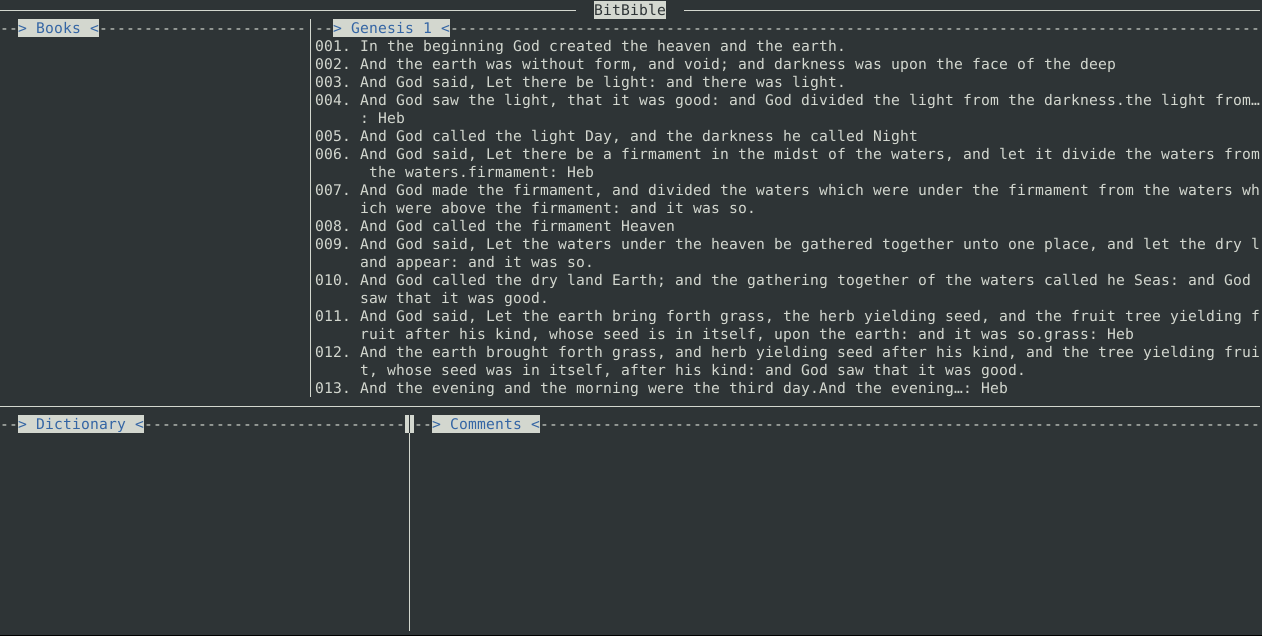 BitBible
> Books <
> Genesis 1 <
001. In the beginning God created the heaven and the earth.
002. And the earth was without form, and void; and darkness was upon the face of the deep
003. And God said, Let there be light: and there was light.
004. And God saw the light, that it was good: and God divided the light from the darkness.the light from…
: Heb
005. And God called the light Day, and the darkness he called Night
006. And God said, Let there be a firmament in the midst of the waters, and let it divide the waters from
the waters.firmament: Heb
007. And God made the firmament, and divided the waters which were under the firmament from the waters wh
ich were above the firmament: and it was so.
008. And God called the firmament Heaven
009. And God said, Let the waters under the heaven be gathered together unto one place, and let the dry l
and appear: and it was so.
010. And God called the dry land Earth; and the gathering together of the waters called he Seas: and God
saw that it was good.
011. And God said, Let the earth bring forth grass, the herb yielding seed, and the fruit tree yielding f
ruit after his kind, whose seed is in itself, upon the earth: and it was so.grass: Heb
012. And the earth brought forth grass, and herb yielding seed after his kind, and the tree yielding frui
t, whose seed was in itself, after his kind: and God saw that it was good.
013. And the evening and the morning were the third day.And the evening…: Heb
> Dictionary <
> Comments <